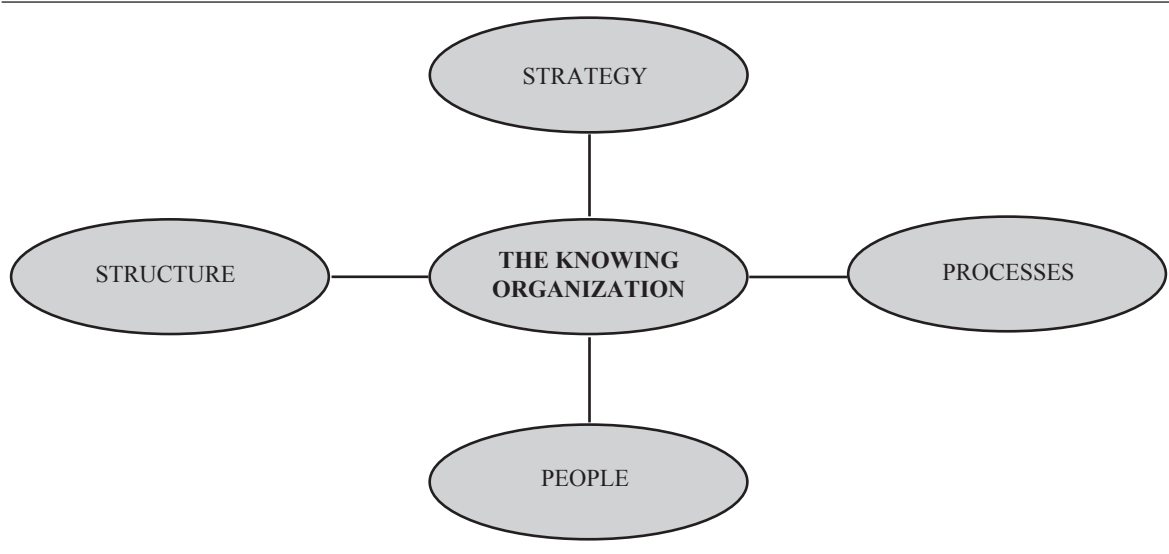 STRATEGY
STRUCTURE
THE KNOWING
ORGANIZATION
PROCESSES
PEOPLE